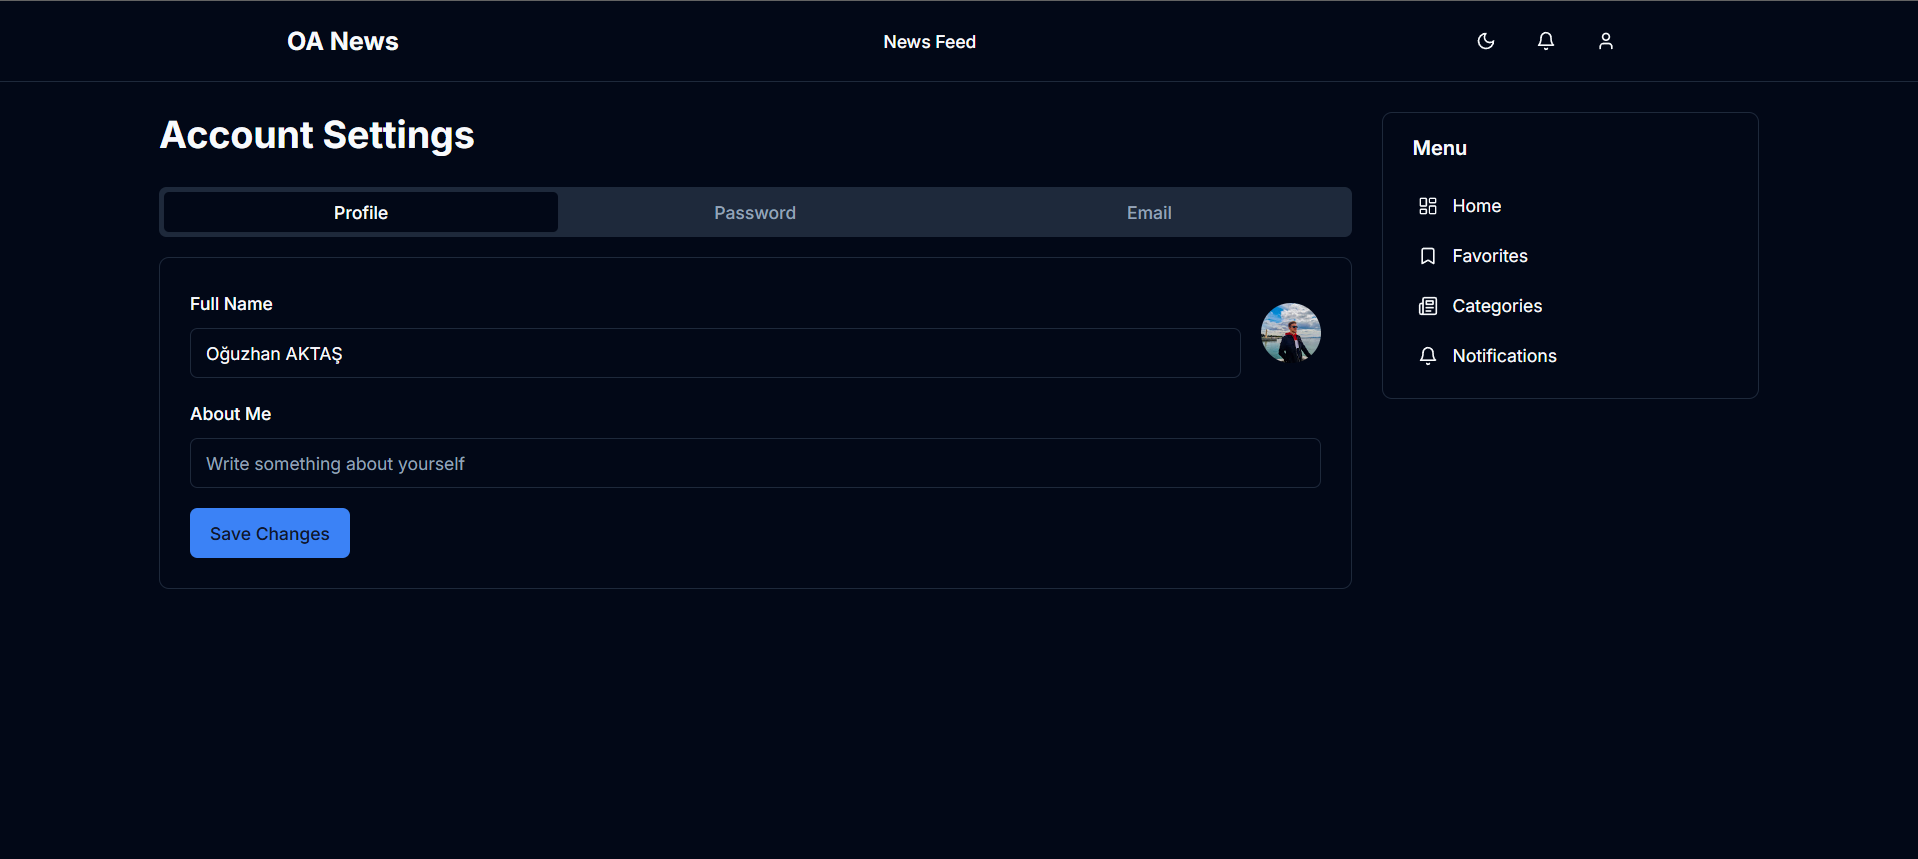 OA News
News Feed
Account Settings
Profile
Password
Email
Full Name
Oğuzhan AKTAŞ
About Me
Write something about yourself
Save Changes
Menu
Home
Favorites
Categories
Notifications